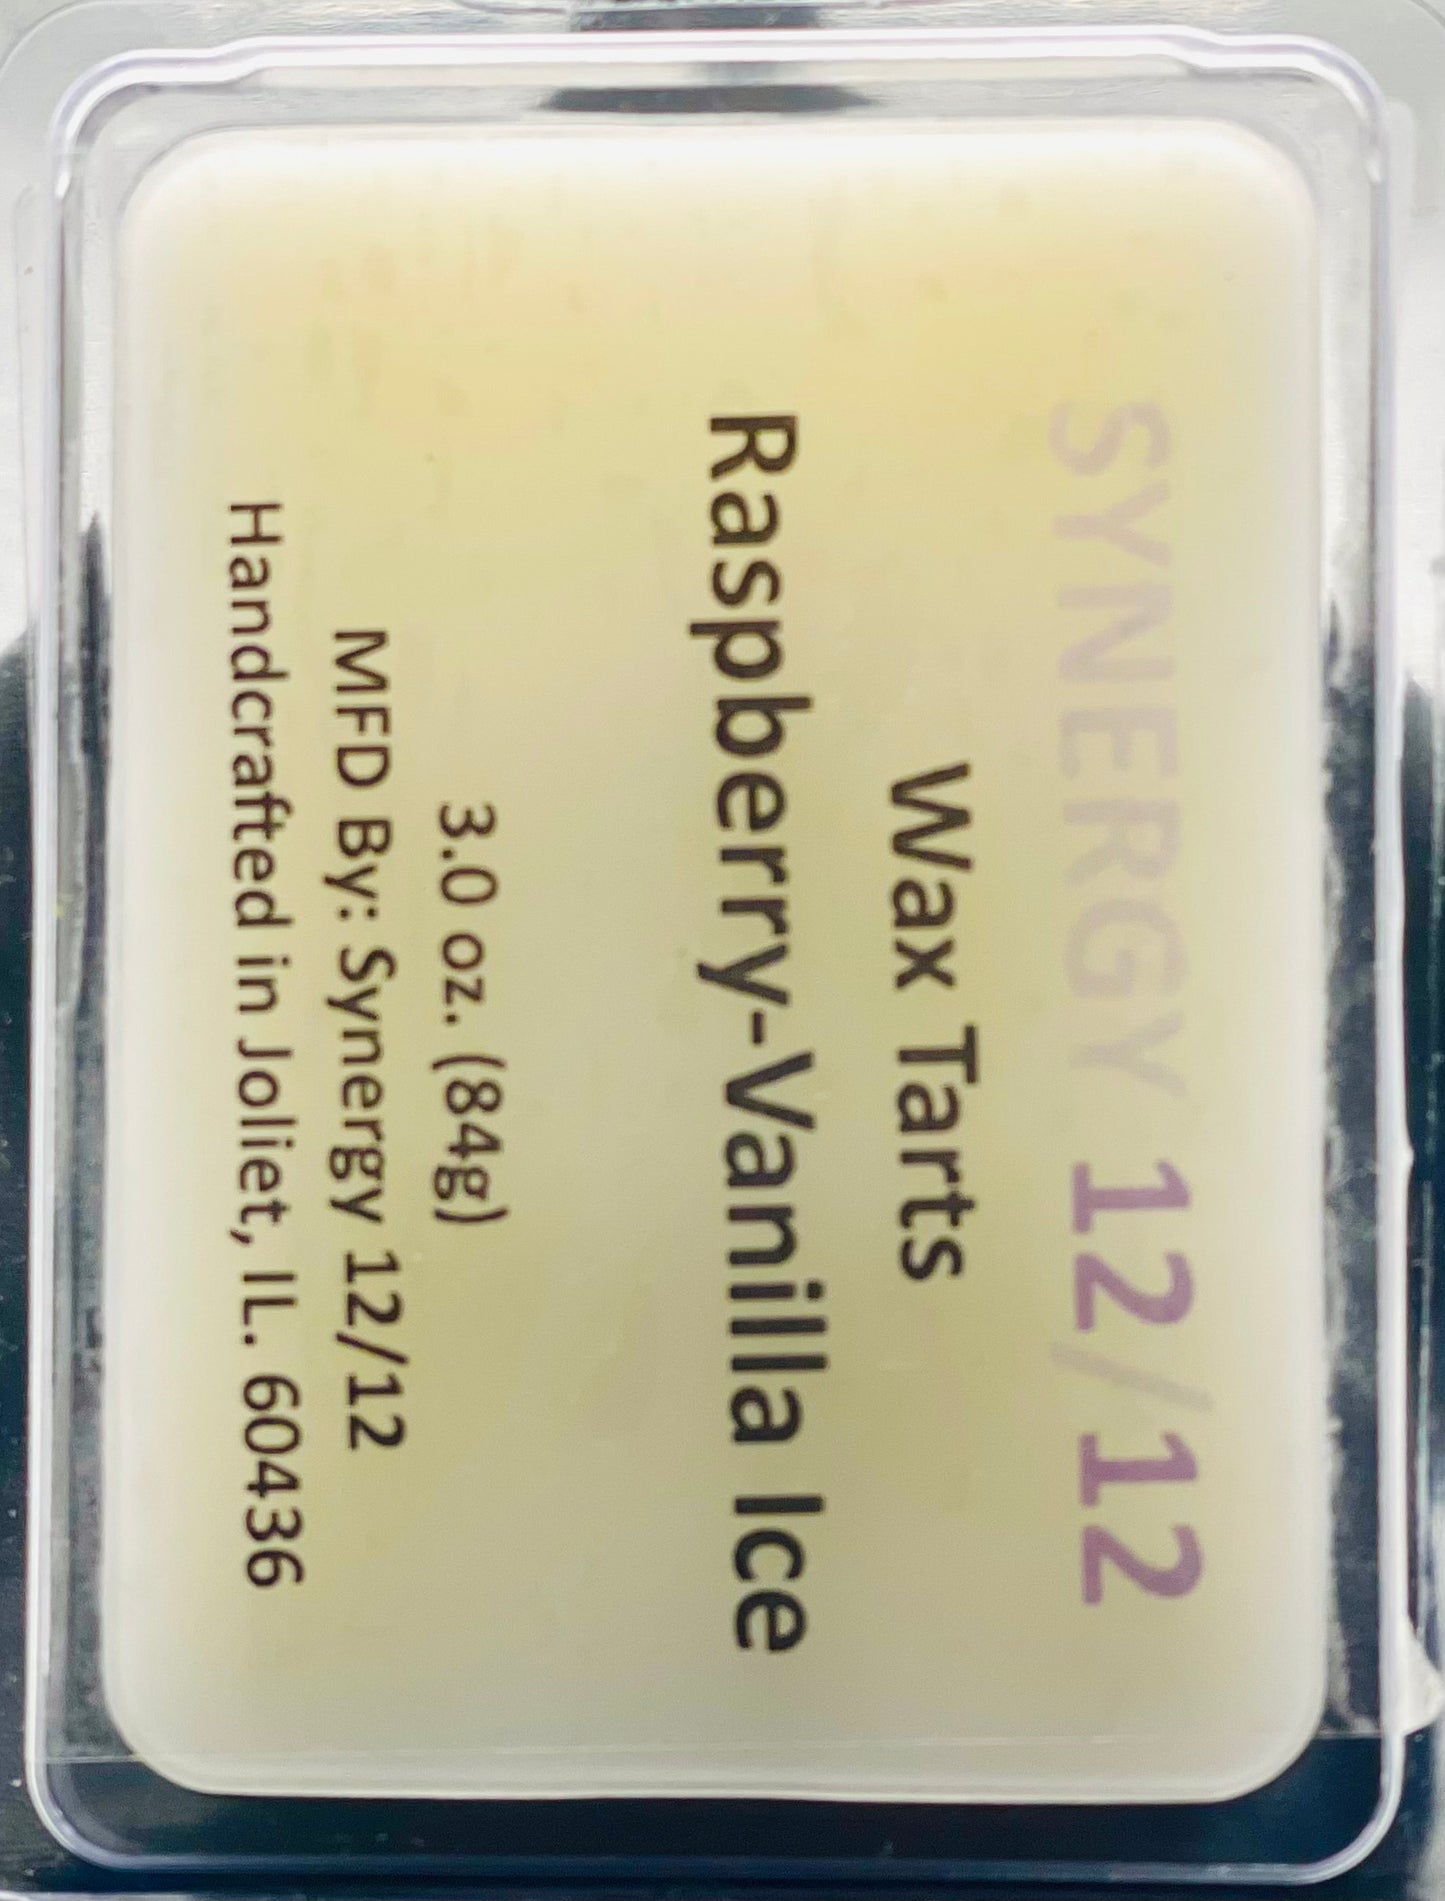 SYNERGY 12/12
Wax Tarts
Raspberry-Vanilla Ice
3.0 oz. (84g)
MFD By: Synergy 12/12
Handcrafted in Joliet, IL. 60436